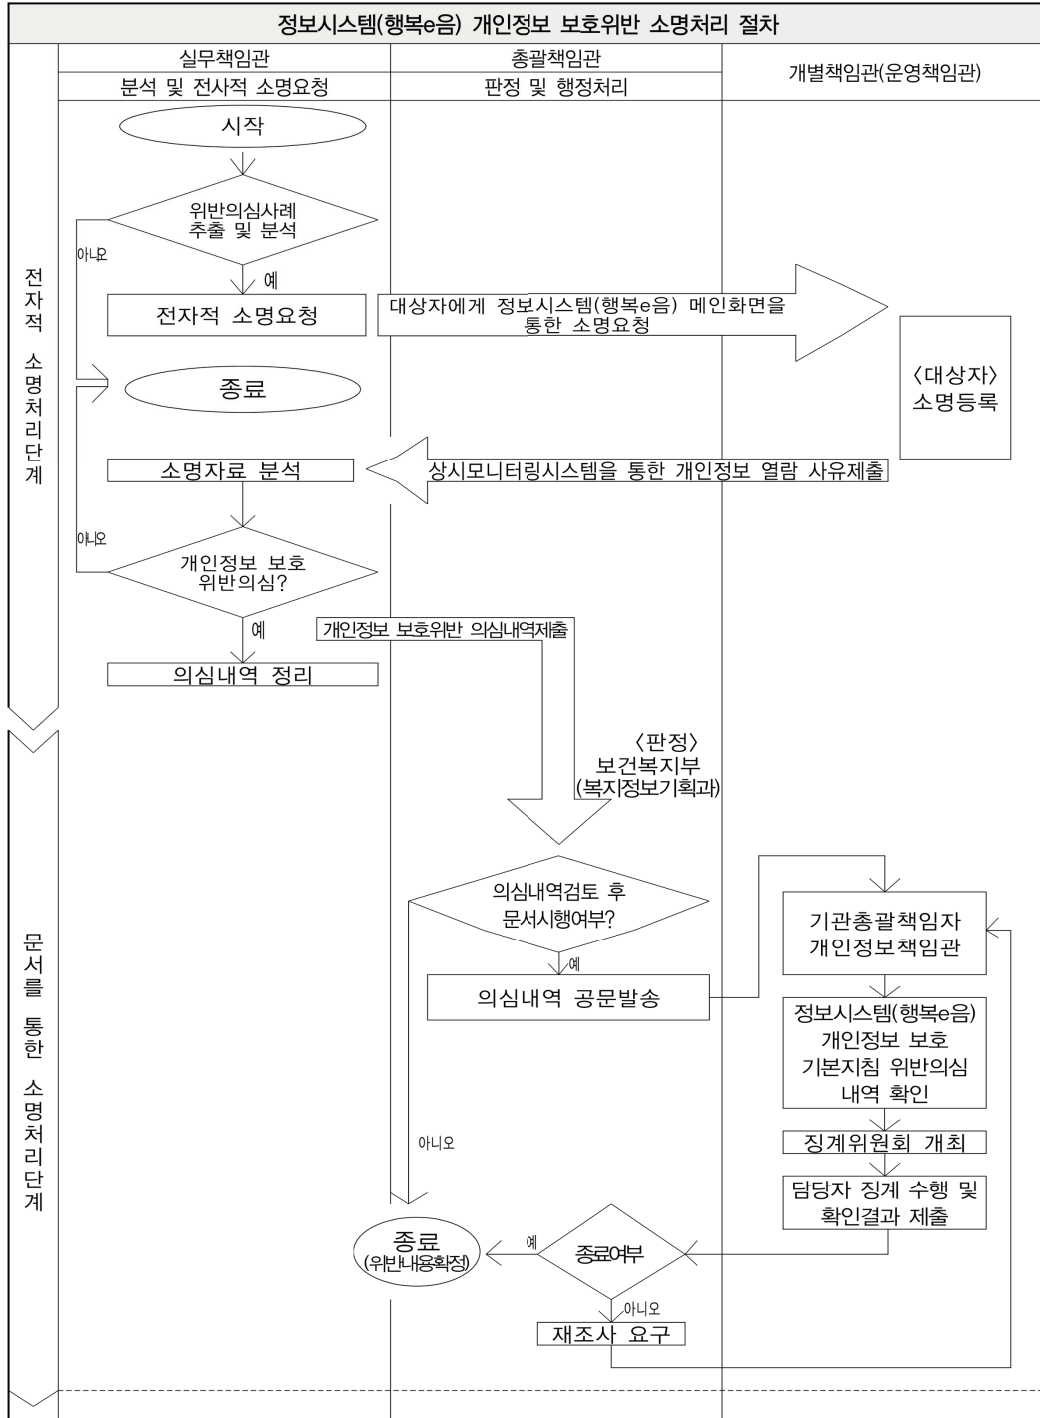 정보시스템(행복e음) 개인정보 보호위반 소명처리 절차
실무책임관
총괄책임관
개별책임관(운영책임관)
분석 및 전사적 소명요청
판정 및 행정처리
전자적 소명처리단계
시작
위반의심사례
추출 및 분석
아니오
예
전자적 소명요청
대상자에게 정보시스템(행복e음) 메인화면을
통한 소명요청
〈대상자〉
소명등록
종료
소명자료 분석
상시모니터링시스템을 통한 개인정보 열람 사유제출
아니오
개인정보 보호
위반의심?
예
개인정보 보호위반 의심내역제출
의심내역 정리
〈판정〉
보건복지부
(복지정보기획과)
문서를 통한 소명처리단계
의심내역검토 후
문서시행여부?
예
의심내역 공문발송
기관총괄책임자
개인정보책임관
정보시스템(행복e음)
개인정보 보호
기본지침 위반의심
내역 확인
아니오
징계위원회 개최
담당자 징계 수행 및
확인결과 제출
종료
(위반내용확정)
예
종료여부
아니오
재조사 요구